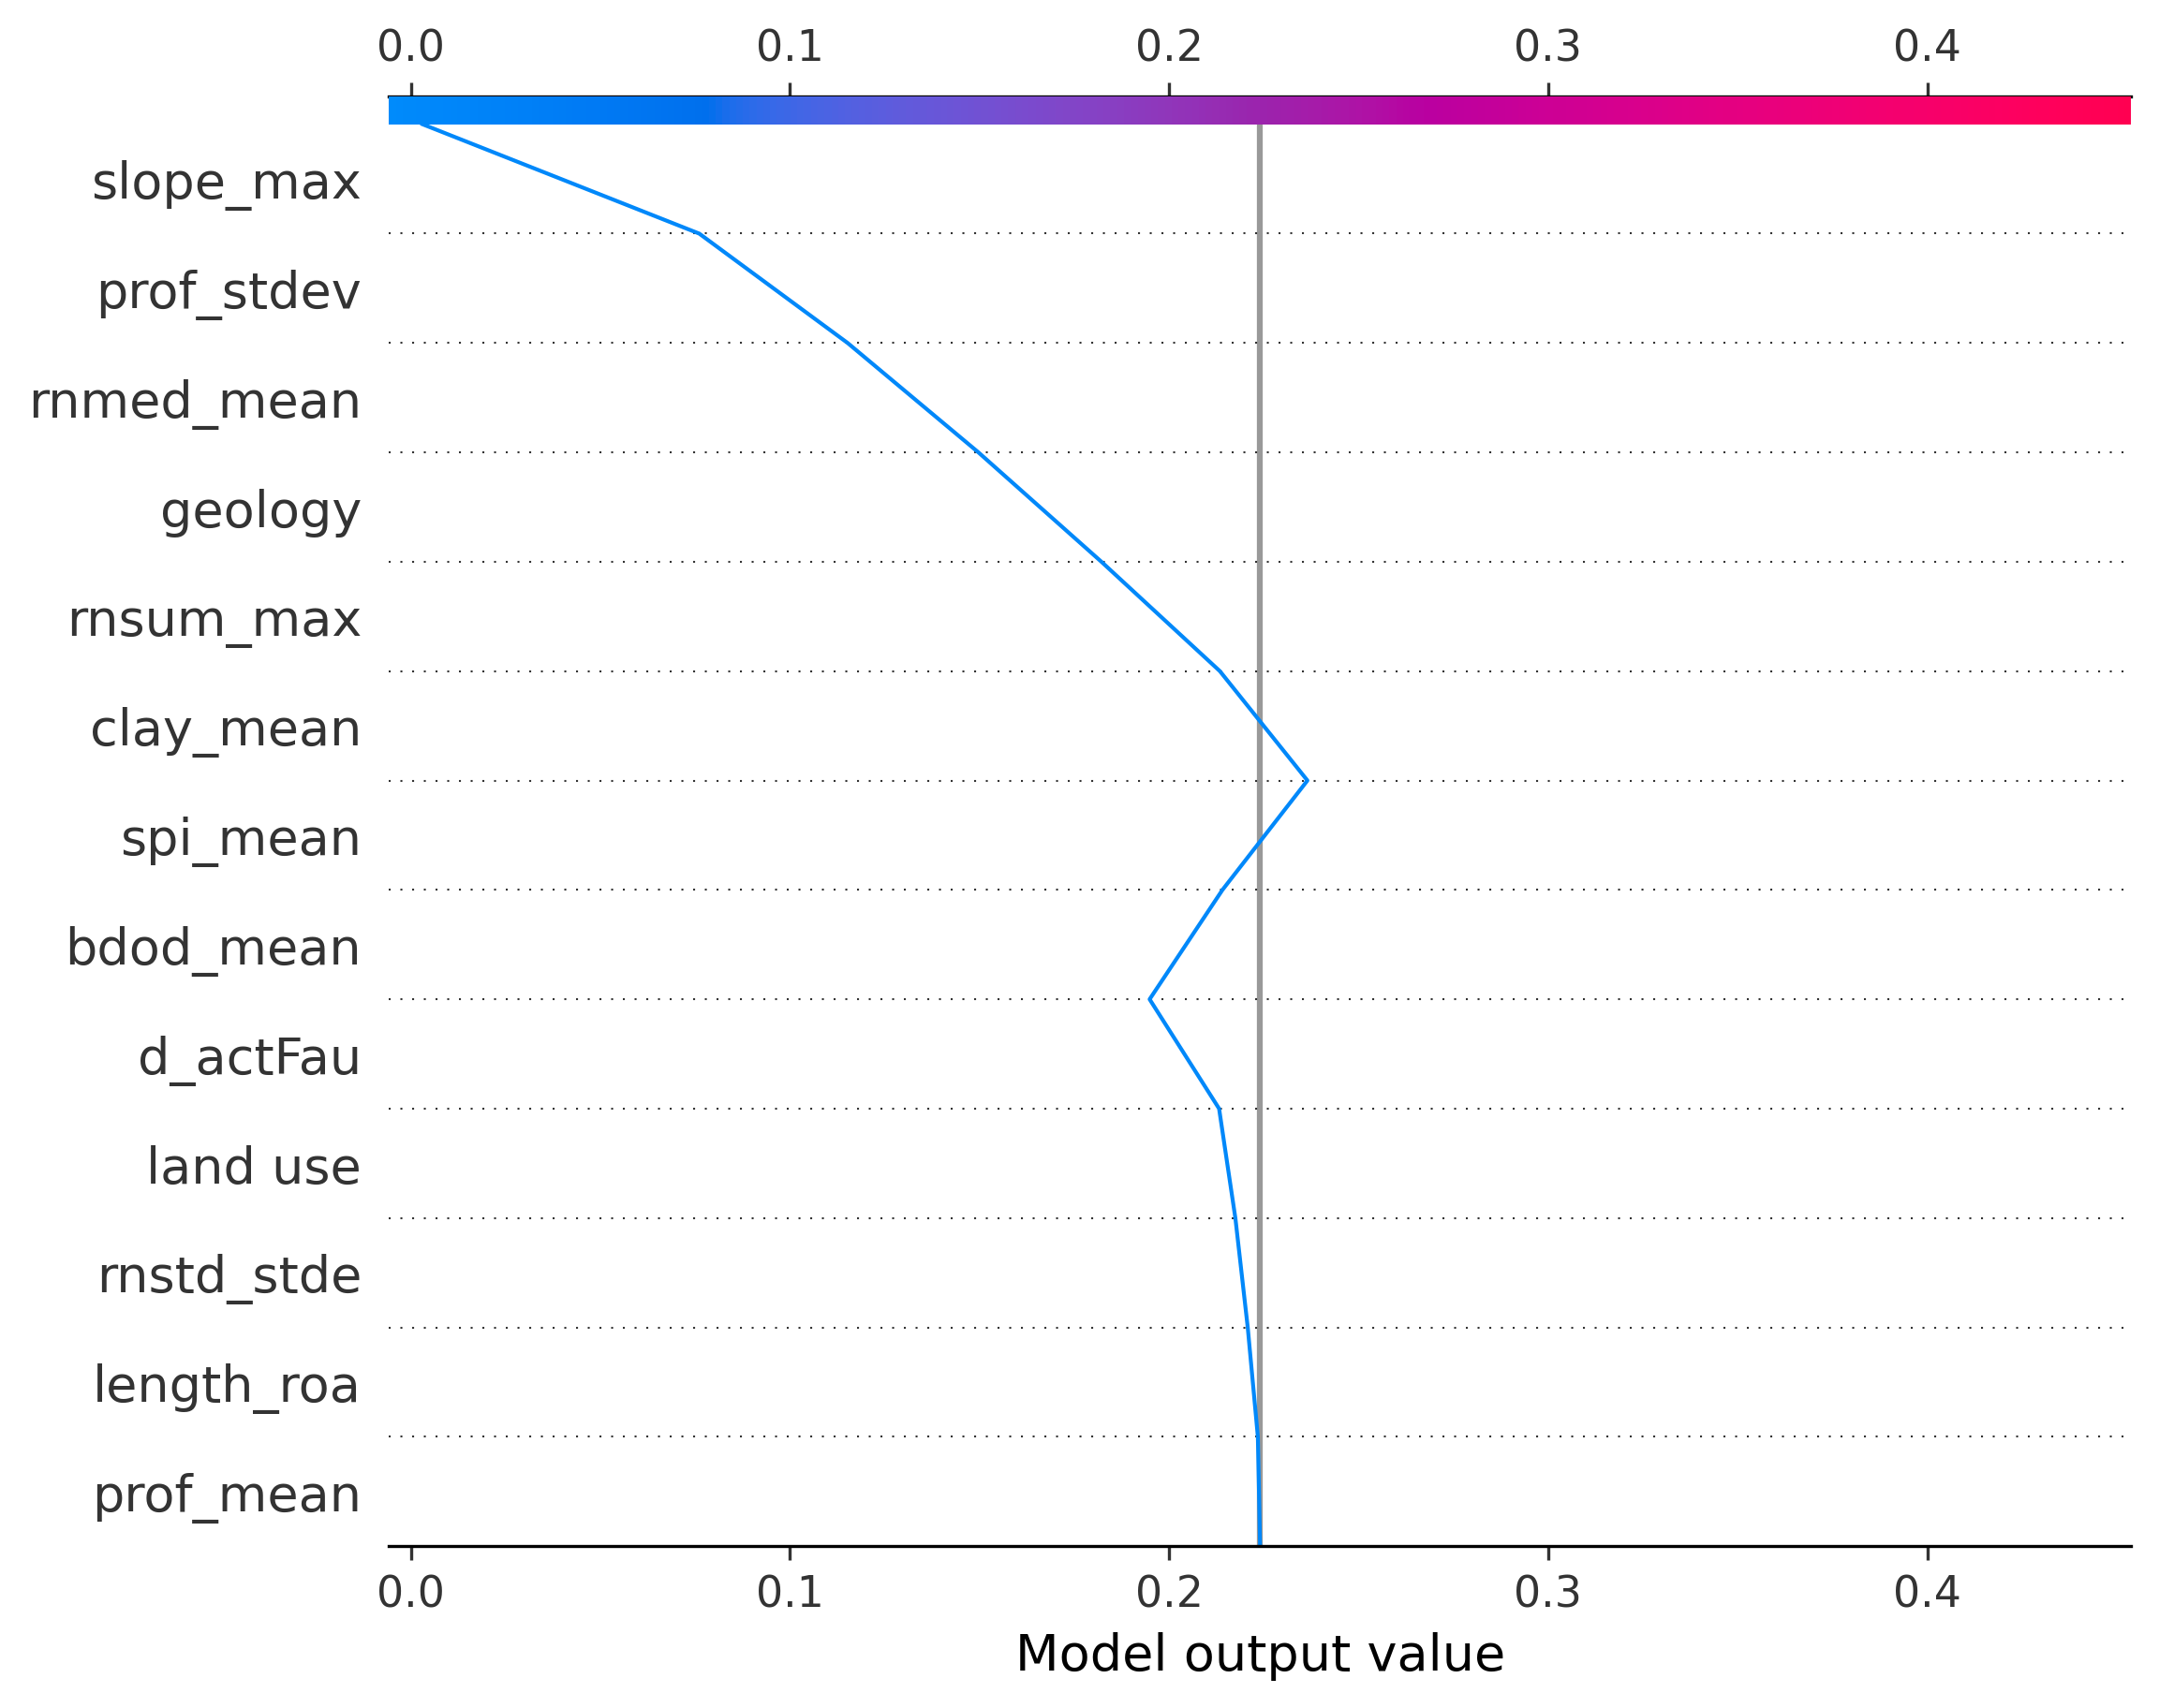 0.0 0.1 0.2 0.3 0.4
slope_max
prof_stdev
rnmed_mean
geology
rnsum_max
clay_mean
spi_mean
bdod_mean
d_actFau
land use
rnstd_stde
length_roa
prof_mean
0.0 0.1 0.2 0.3 0.4
Model output value